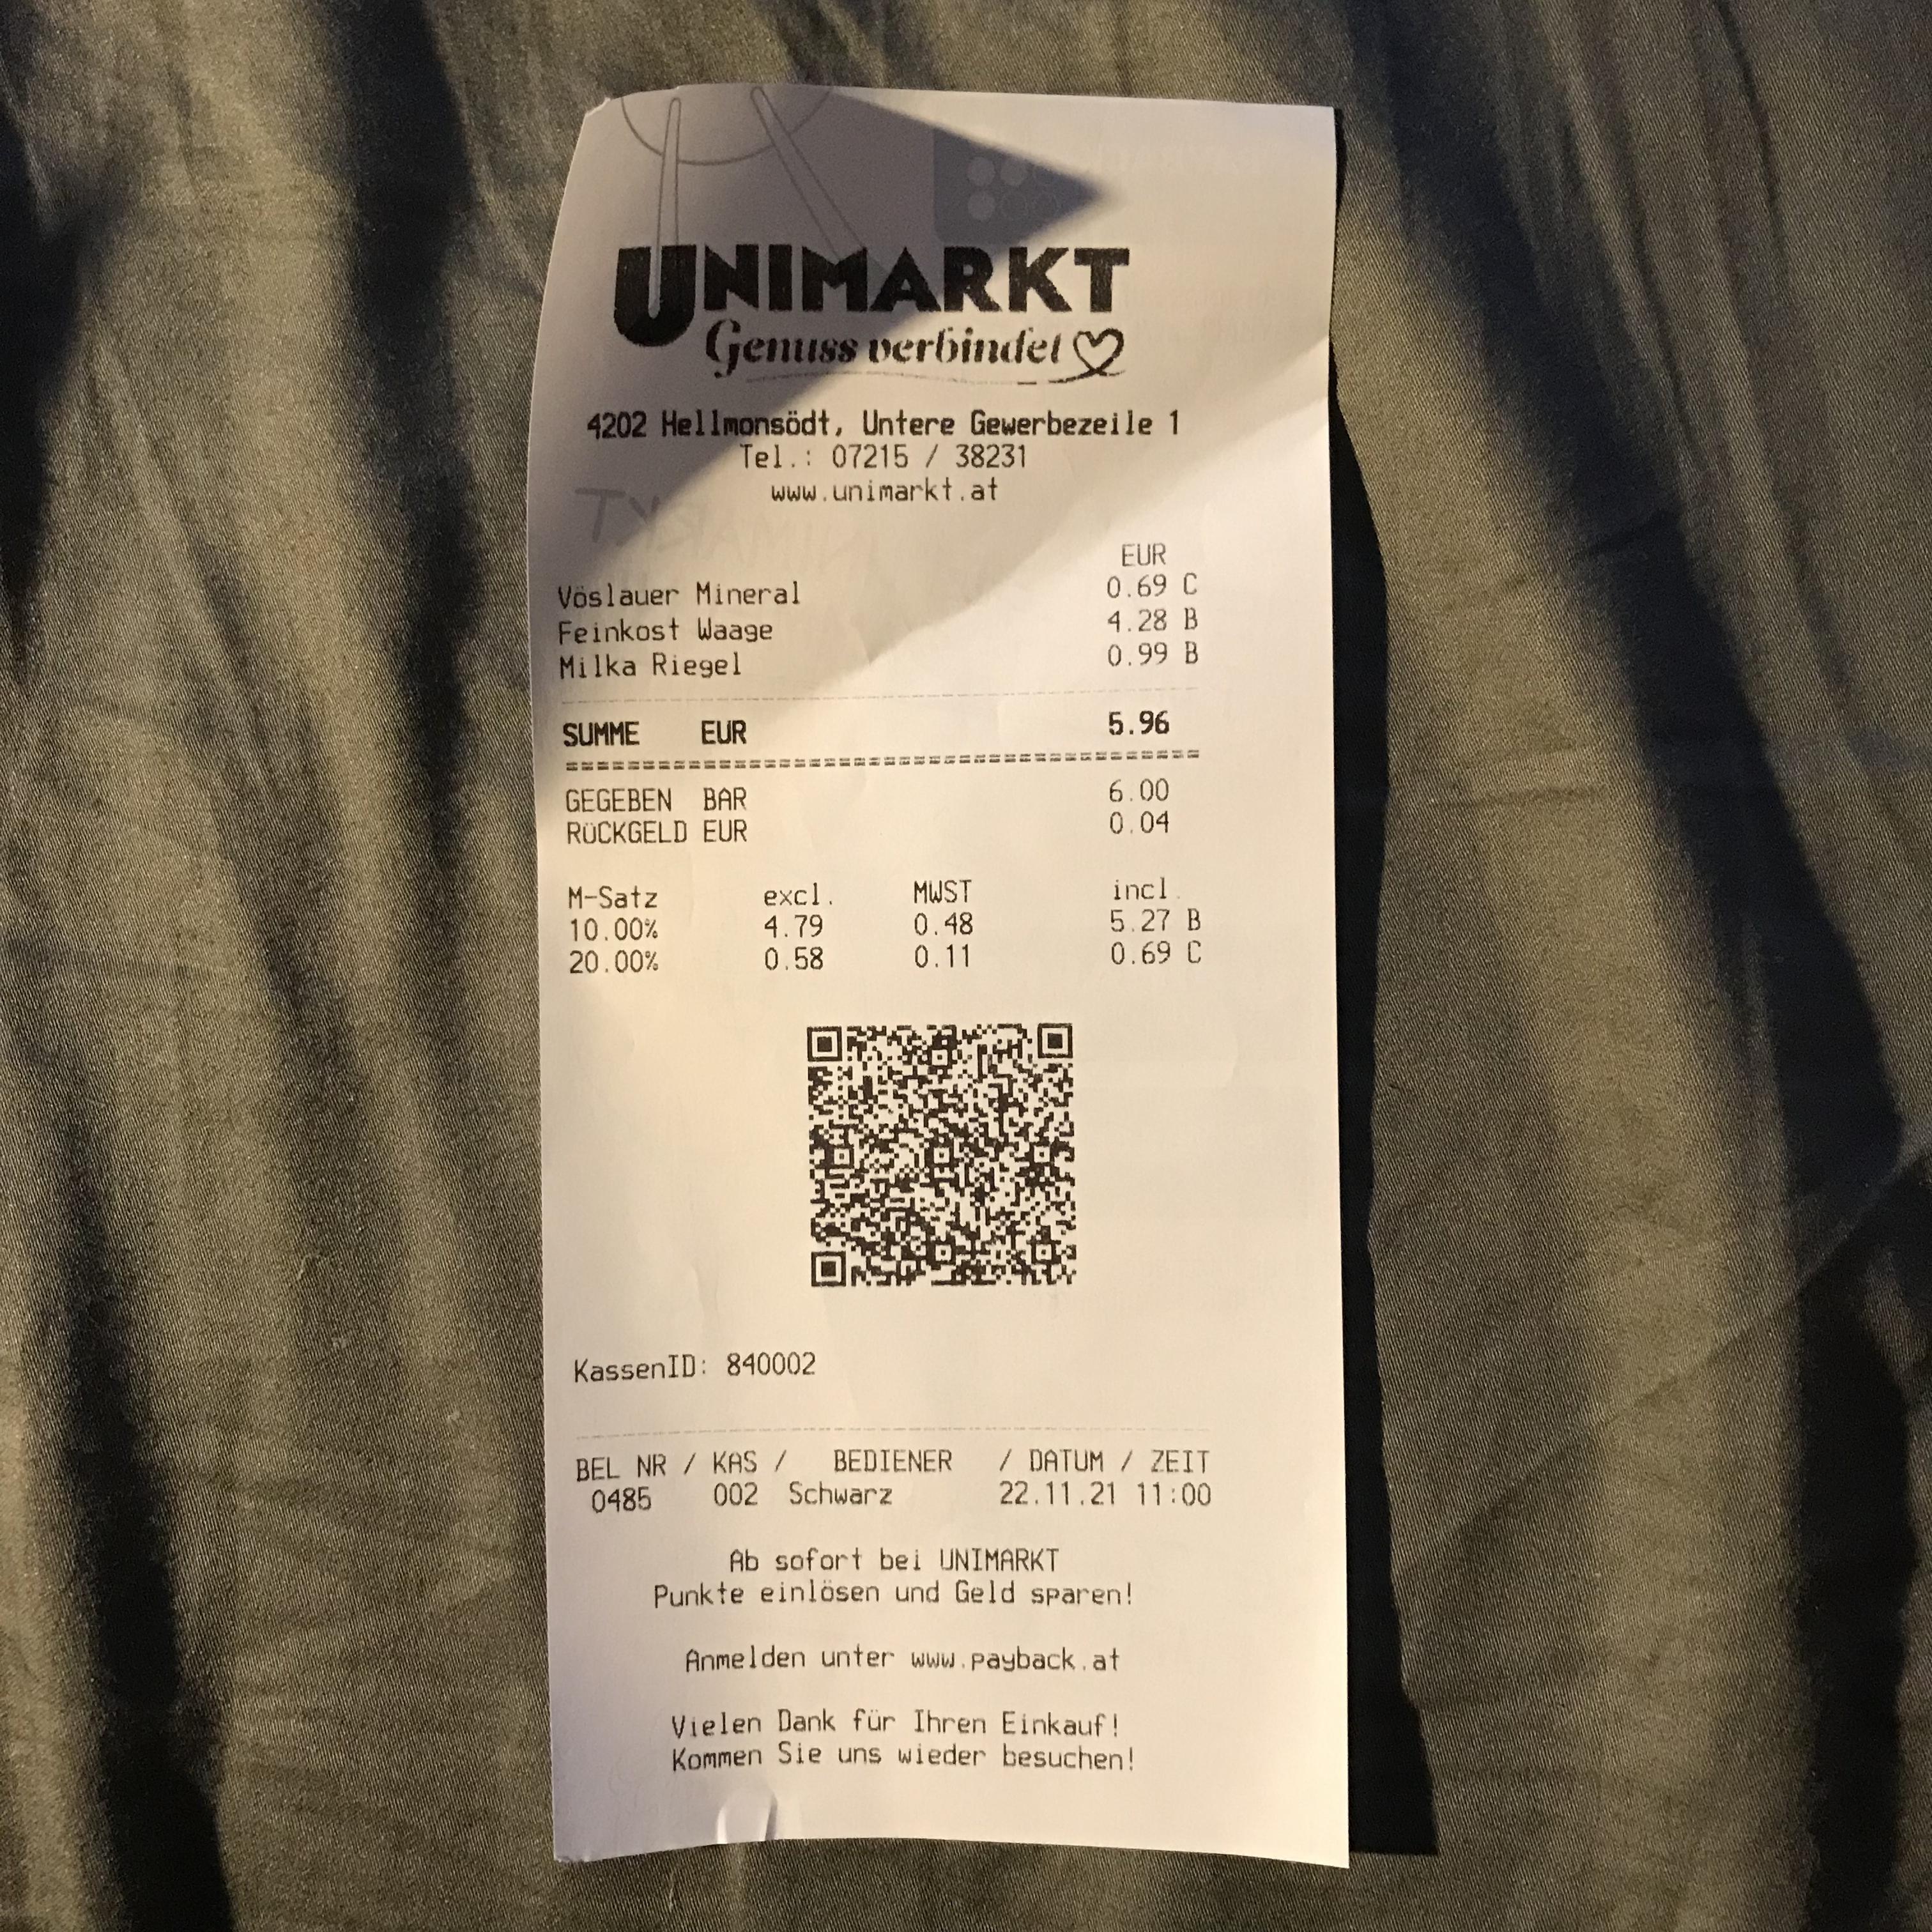 UNIMARKT
Genuss verbindet
4202 Hellmonsödt, Untere Gewerbezeile 1
Tel.: 07215 / 38231
www.unimarkt.at
EUR
Vöslauer Mineral 0.69 C
Feinkost Waage 4.28 B
Milka Riegel 0.99 B
SUMME EUR 5.96
GEGEBEN BAR 6.00
RÜCKGELD EUR 0.04
M-Satz excl. MWST incl.
10.00% 4.79 0.48 5.27 B
20.00% 0.58 0.11 0.69 C
KassenID: 840002
BEL NR / KAS / BEDIENER / DATUM / ZEIT
0485 002 Schwarz 22.11.21 11:00
Ab sofort bei UNIMARKT
Punkte einlösen und Geld sparen!
Anmelden unter www.payback.at
Vielen Dank für Ihren Einkauf!
Kommen Sie uns wieder besuchen!